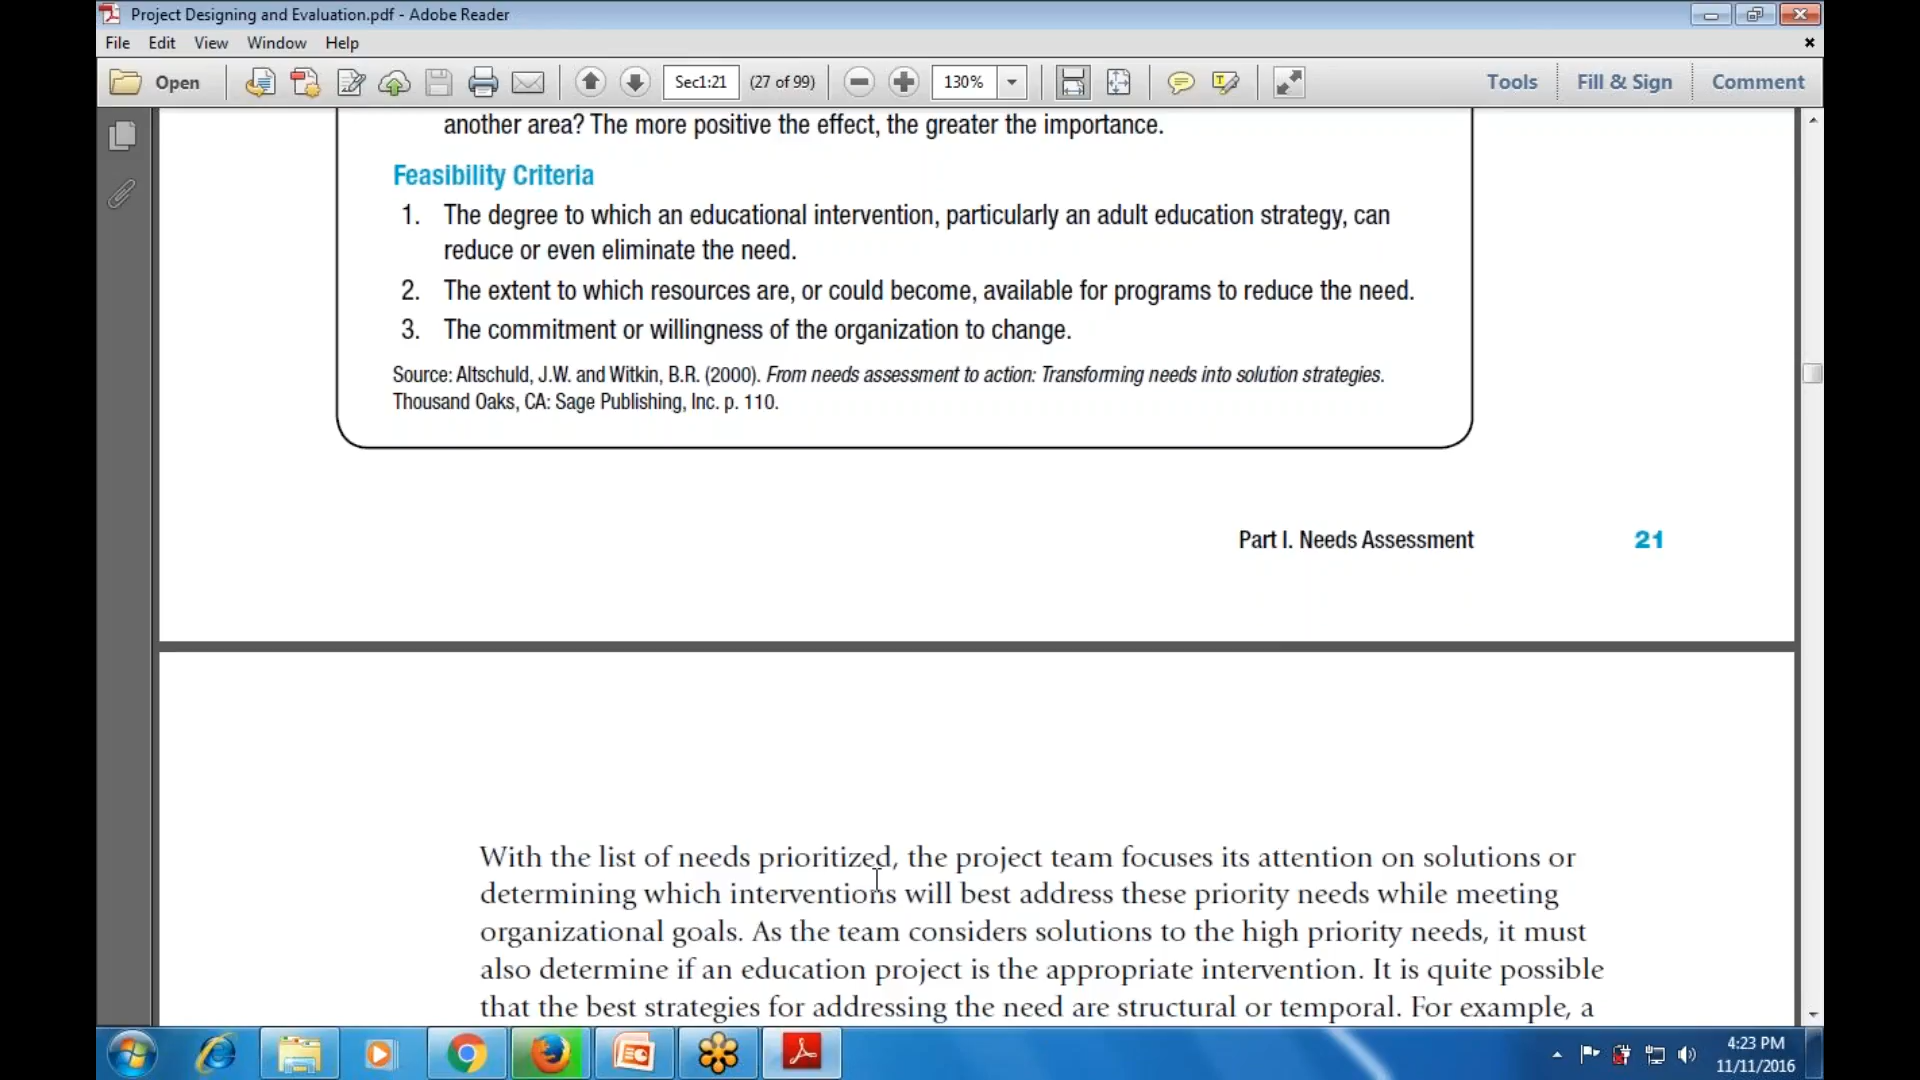 Project Designing and Evaluation.pdf - Adobe Reader
File Edit View Window Help
Open Sec1:21 (27 of 99) 130% Tools Fill & Sign Comment
another area? The more positive the effect, the greater the importance.
Feasibility Criteria
1. The degree to which an educational intervention, particularly an adult education strategy, can
reduce or even eliminate the need.
2. The extent to which resources are, or could become, available for programs to reduce the need.
3. The commitment or willingness of the organization to change.
Source: Altschuld, J.W. and Witkin, B.R. (2000). From needs assessment to action: Transforming needs into solution strategies.
Thousand Oaks, CA: Sage Publishing, Inc. p. 110.
Part I. Needs Assessment 21
With the list of needs prioritized, the project team focuses its attention on solutions or
determining which interventions will best address these priority needs while meeting
organizational goals. As the team considers solutions to the high priority needs, it must
also determine if an education project is the appropriate intervention. It is quite possible
that the best strategies for addressing the need are structural or temporal. For example, a
4:23 PM
11/11/2016